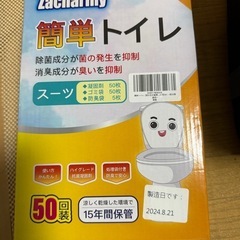 Zacharmy
簡単トイレ
除菌成分が菌の発生を抑制
消臭成分が臭いを抑制
スーツ
凝固剤 50枚
ゴミ袋 50枚
防臭袋 5枚
50回装
涼しく乾燥した環境で
15年間保管
製造日です
2024.8.21